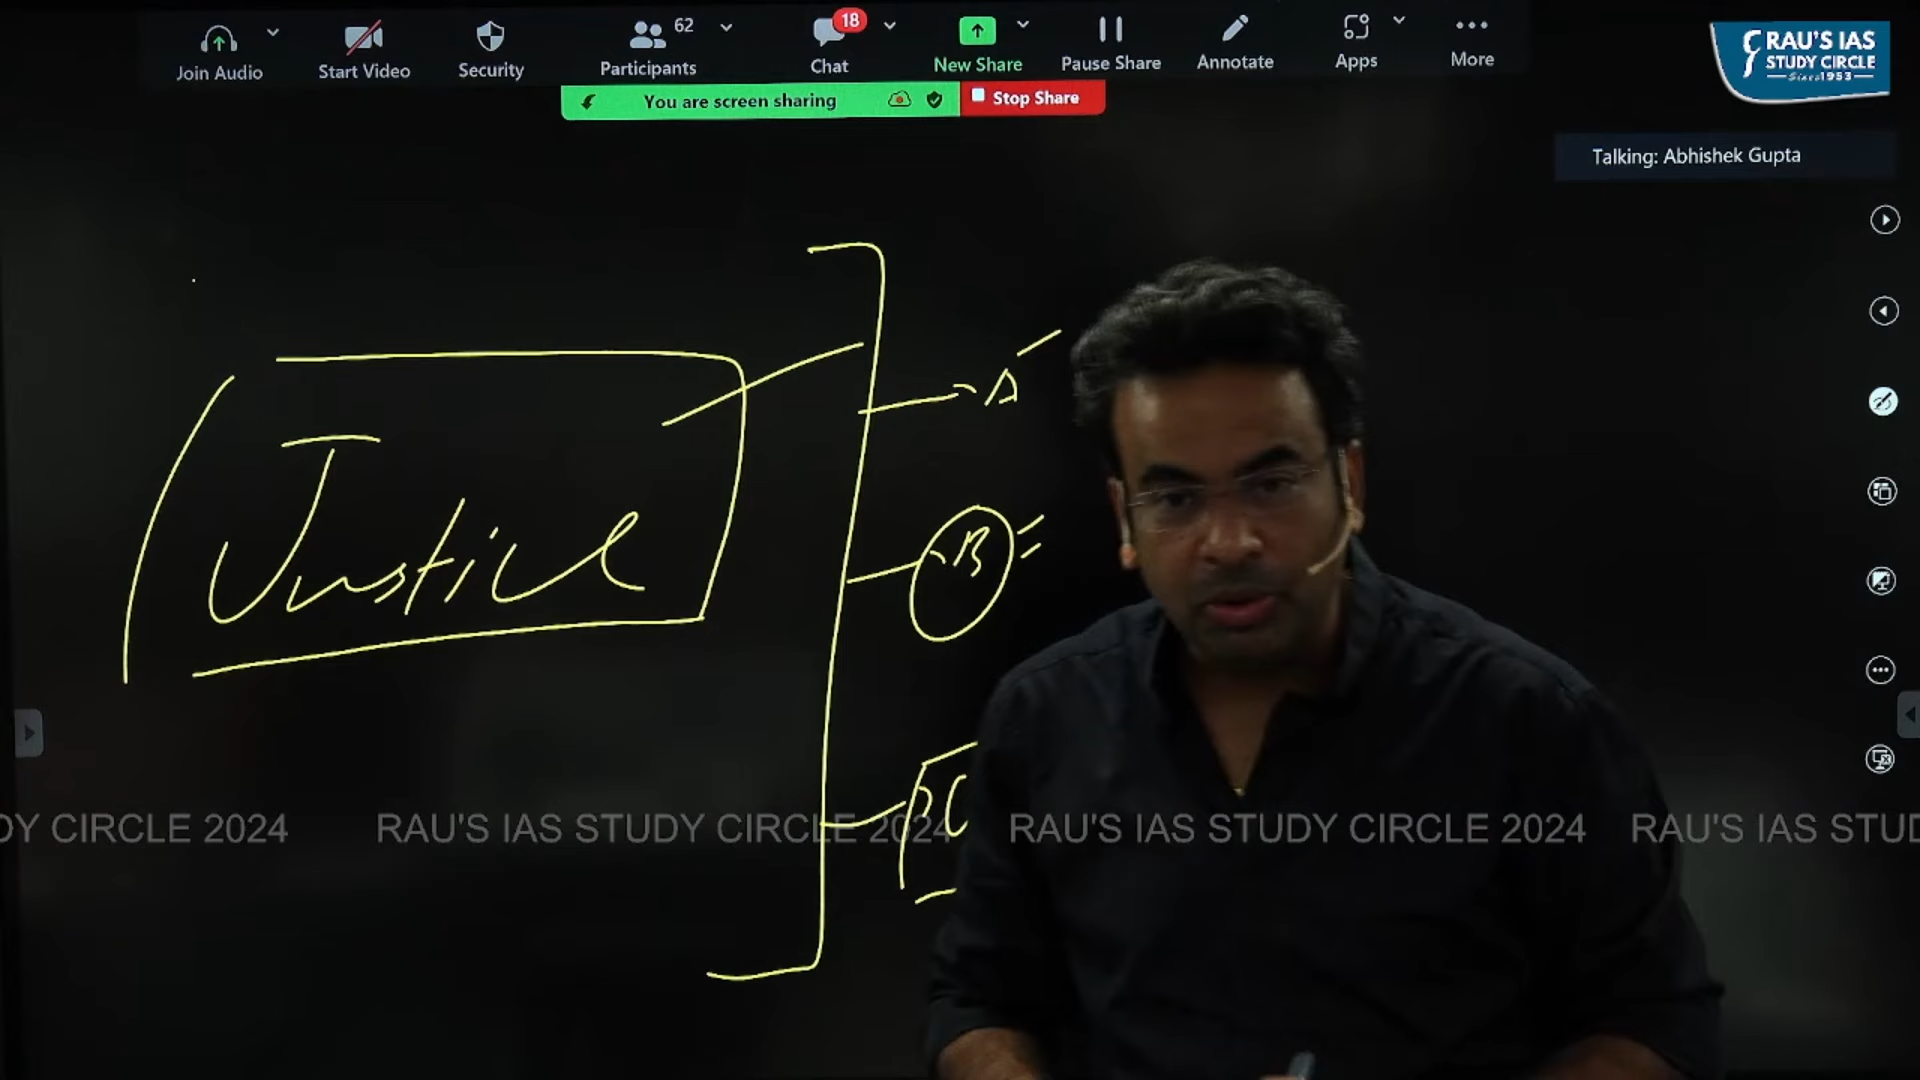 Join Audio
Start Video
Security
Participants
62
Chat
18
New Share
Pause Share
Annotate
Apps
More
You are screen sharing
Stop Share
RAU'S IAS
STUDY CIRCLE
Since 1953
Talking: Abhishek Gupta
Justice
A
B
C
DY CIRCLE 2024 RAU'S IAS STUDY CIRCLE 2024 RAU'S IAS STUDY CIRCLE 2024 RAU'S IAS STUD